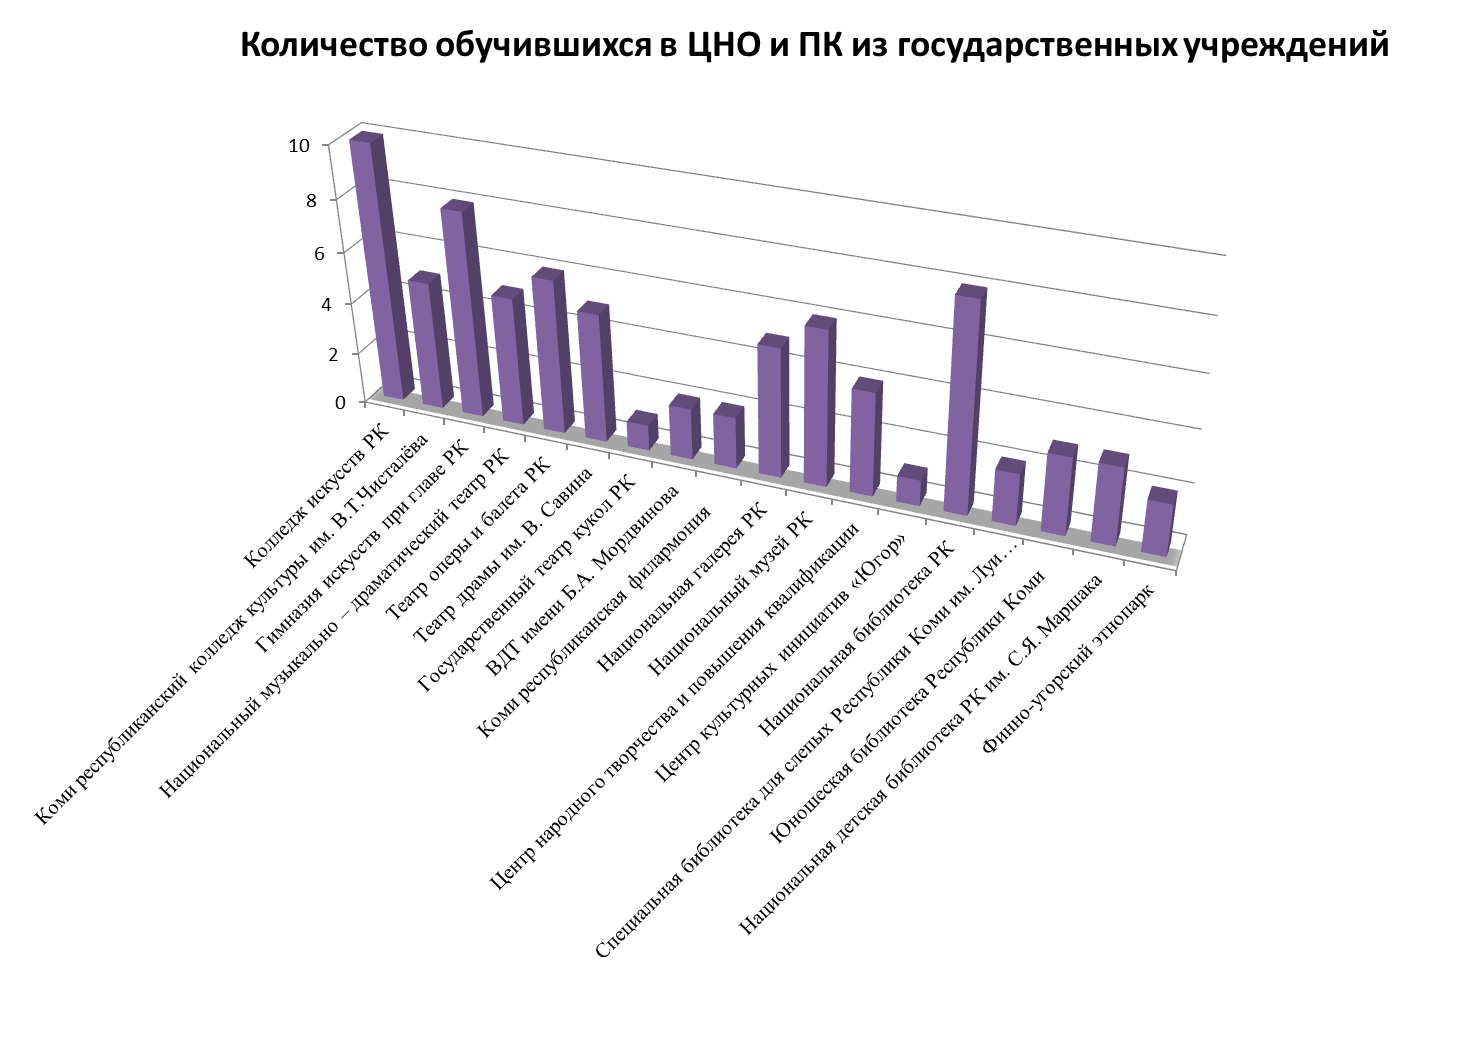 Количество обучившихся в ЦНО и ПК из государственных учреждений
10
8
6
4
2
0
Колледж искусств РК
Коми республиканский колледж культуры им. В.Т.Чисталёва
Гимназия искусств при главе РК
Национальный музыкально – драматический театр РК
Театр оперы и балета РК
Театр драмы им. В. Савина
Государственный театр кукол РК
ВДТ имени Б.А. Мордвинова
Коми республиканская филармония
Национальная галерея РК
Национальный музей РК
Центр народного творчества и повышения квалификации
Центр культурных инициатив «Югор»
Национальная библиотека РК
Специальная библиотека для слепых Республики Коми им. Луи…
Юношеская библиотека Республики Коми
Национальная детская библиотека РК им. С.Я. Маршака
Финно-угорский этнопарк